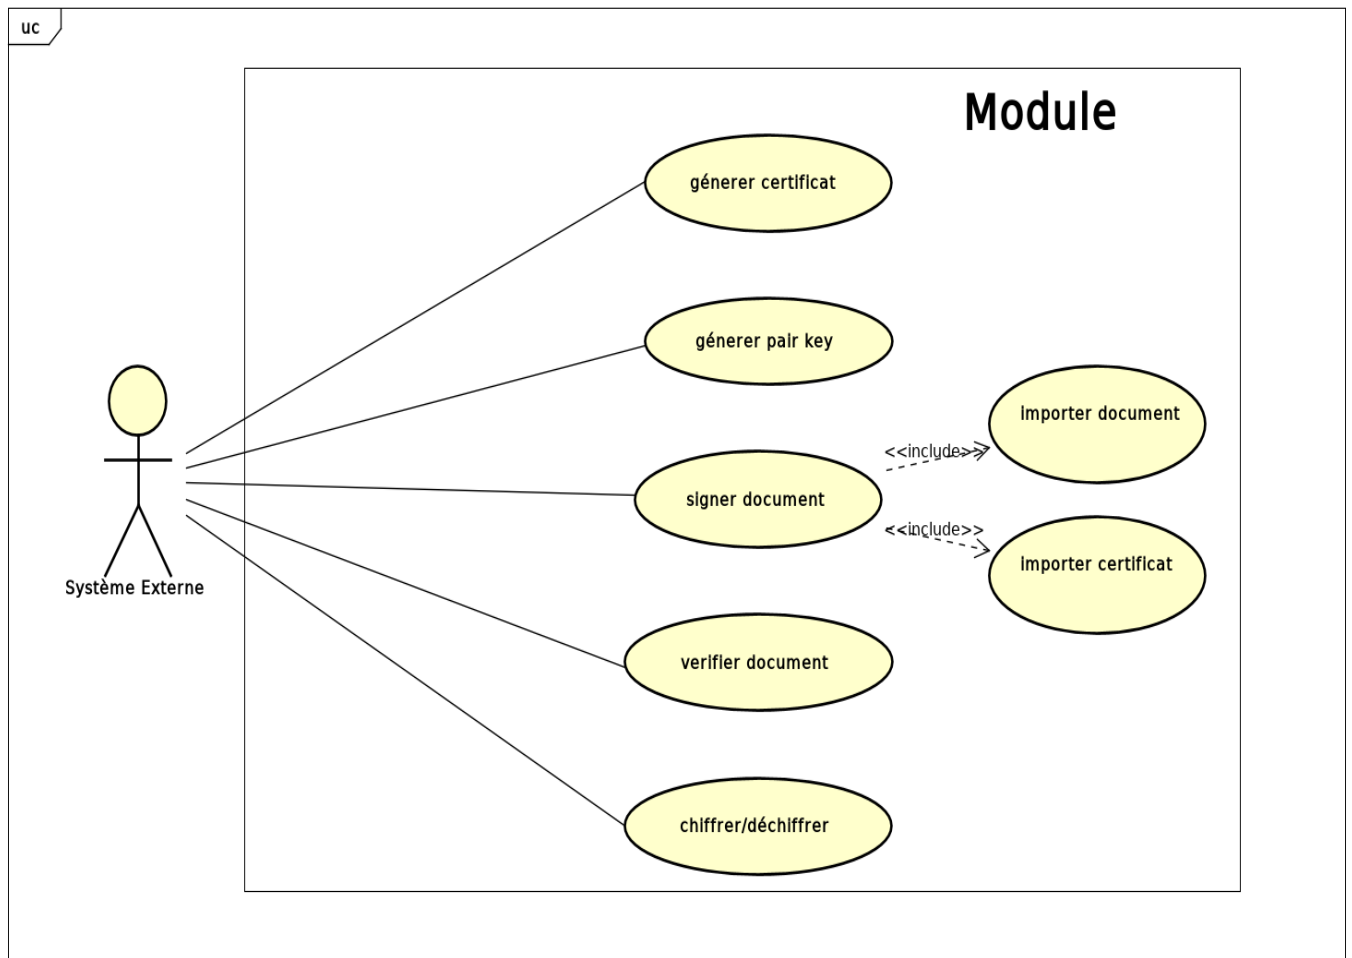 uc
Module
génerer certificat
génerer pair key
importer document
<<include>>
signer document
<<include>>
importer certificat
Système Externe
verifier document
chiffrer/déchiffrer